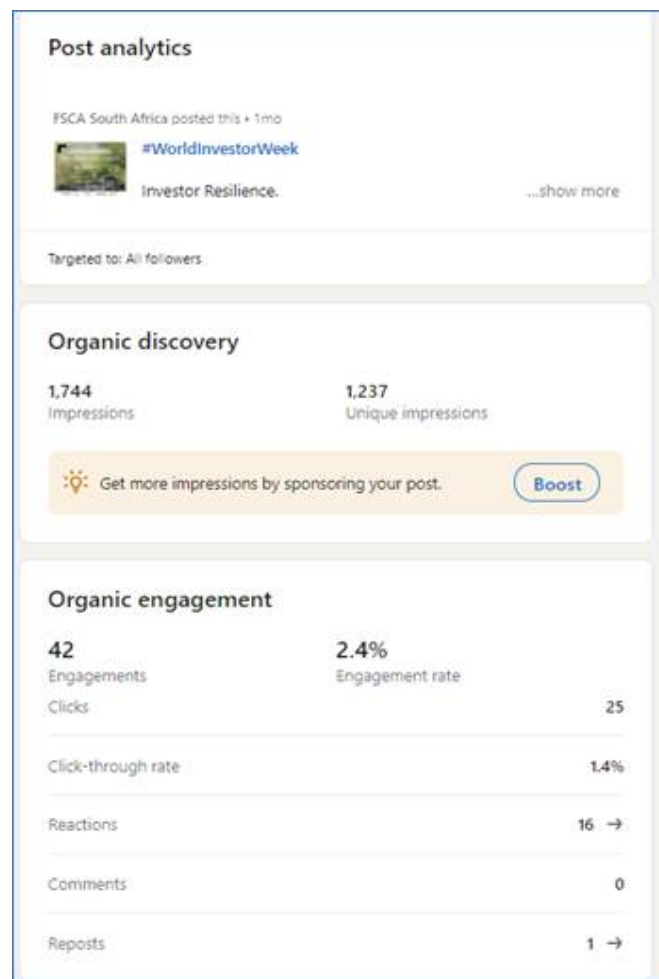 Post analytics
FSCA South Africa posted this • 1mo
#WorldInvestorWeek
Investor Resilience.
...show more
Targeted to: All followers
Organic discovery
1,744 1,237
Impressions Unique impressions
Get more impressions by sponsoring your post. Boost
Organic engagement
42 2.4%
Engagements Engagement rate
Clicks 25
Click-through rate 1.4%
Reactions 16 →
Comments 0
Reposts 1 →